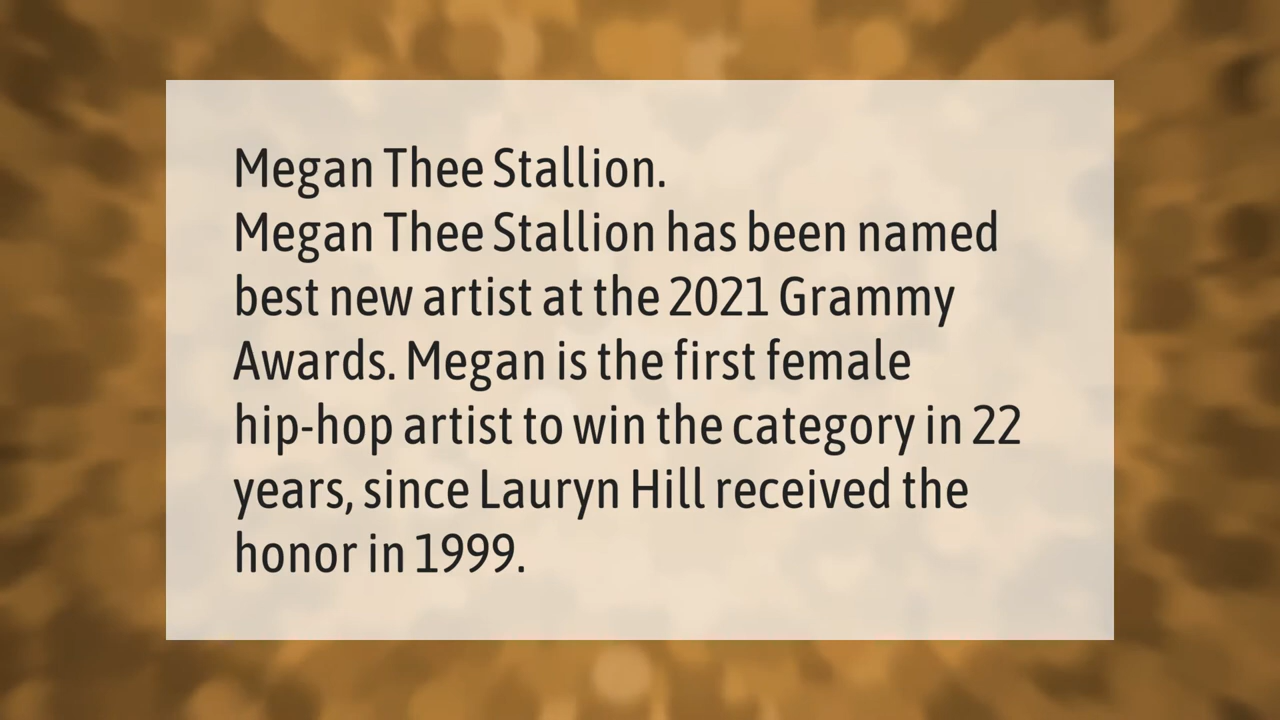 Megan Thee Stallion.
Megan Thee Stallion has been named
best new artist at the 2021 Grammy
Awards. Megan is the first female
hip-hop artist to win the category in 22
years, since Lauryn Hill received the
honor in 1999.